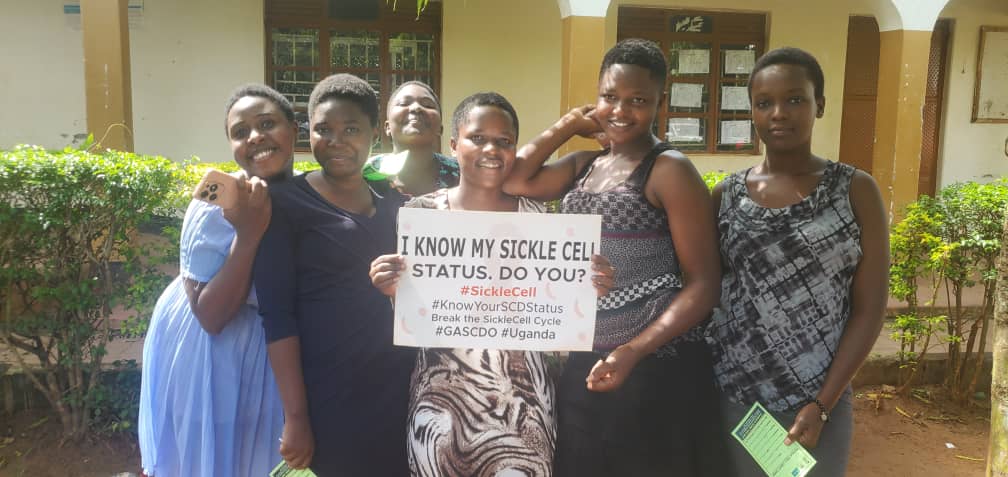 I KNOW MY SICKLE CELL
STATUS. DO YOU?
#SickleCell
#KnowYourSCDStatus
Break the SickleCell Cycle
#GASCDO #Uganda